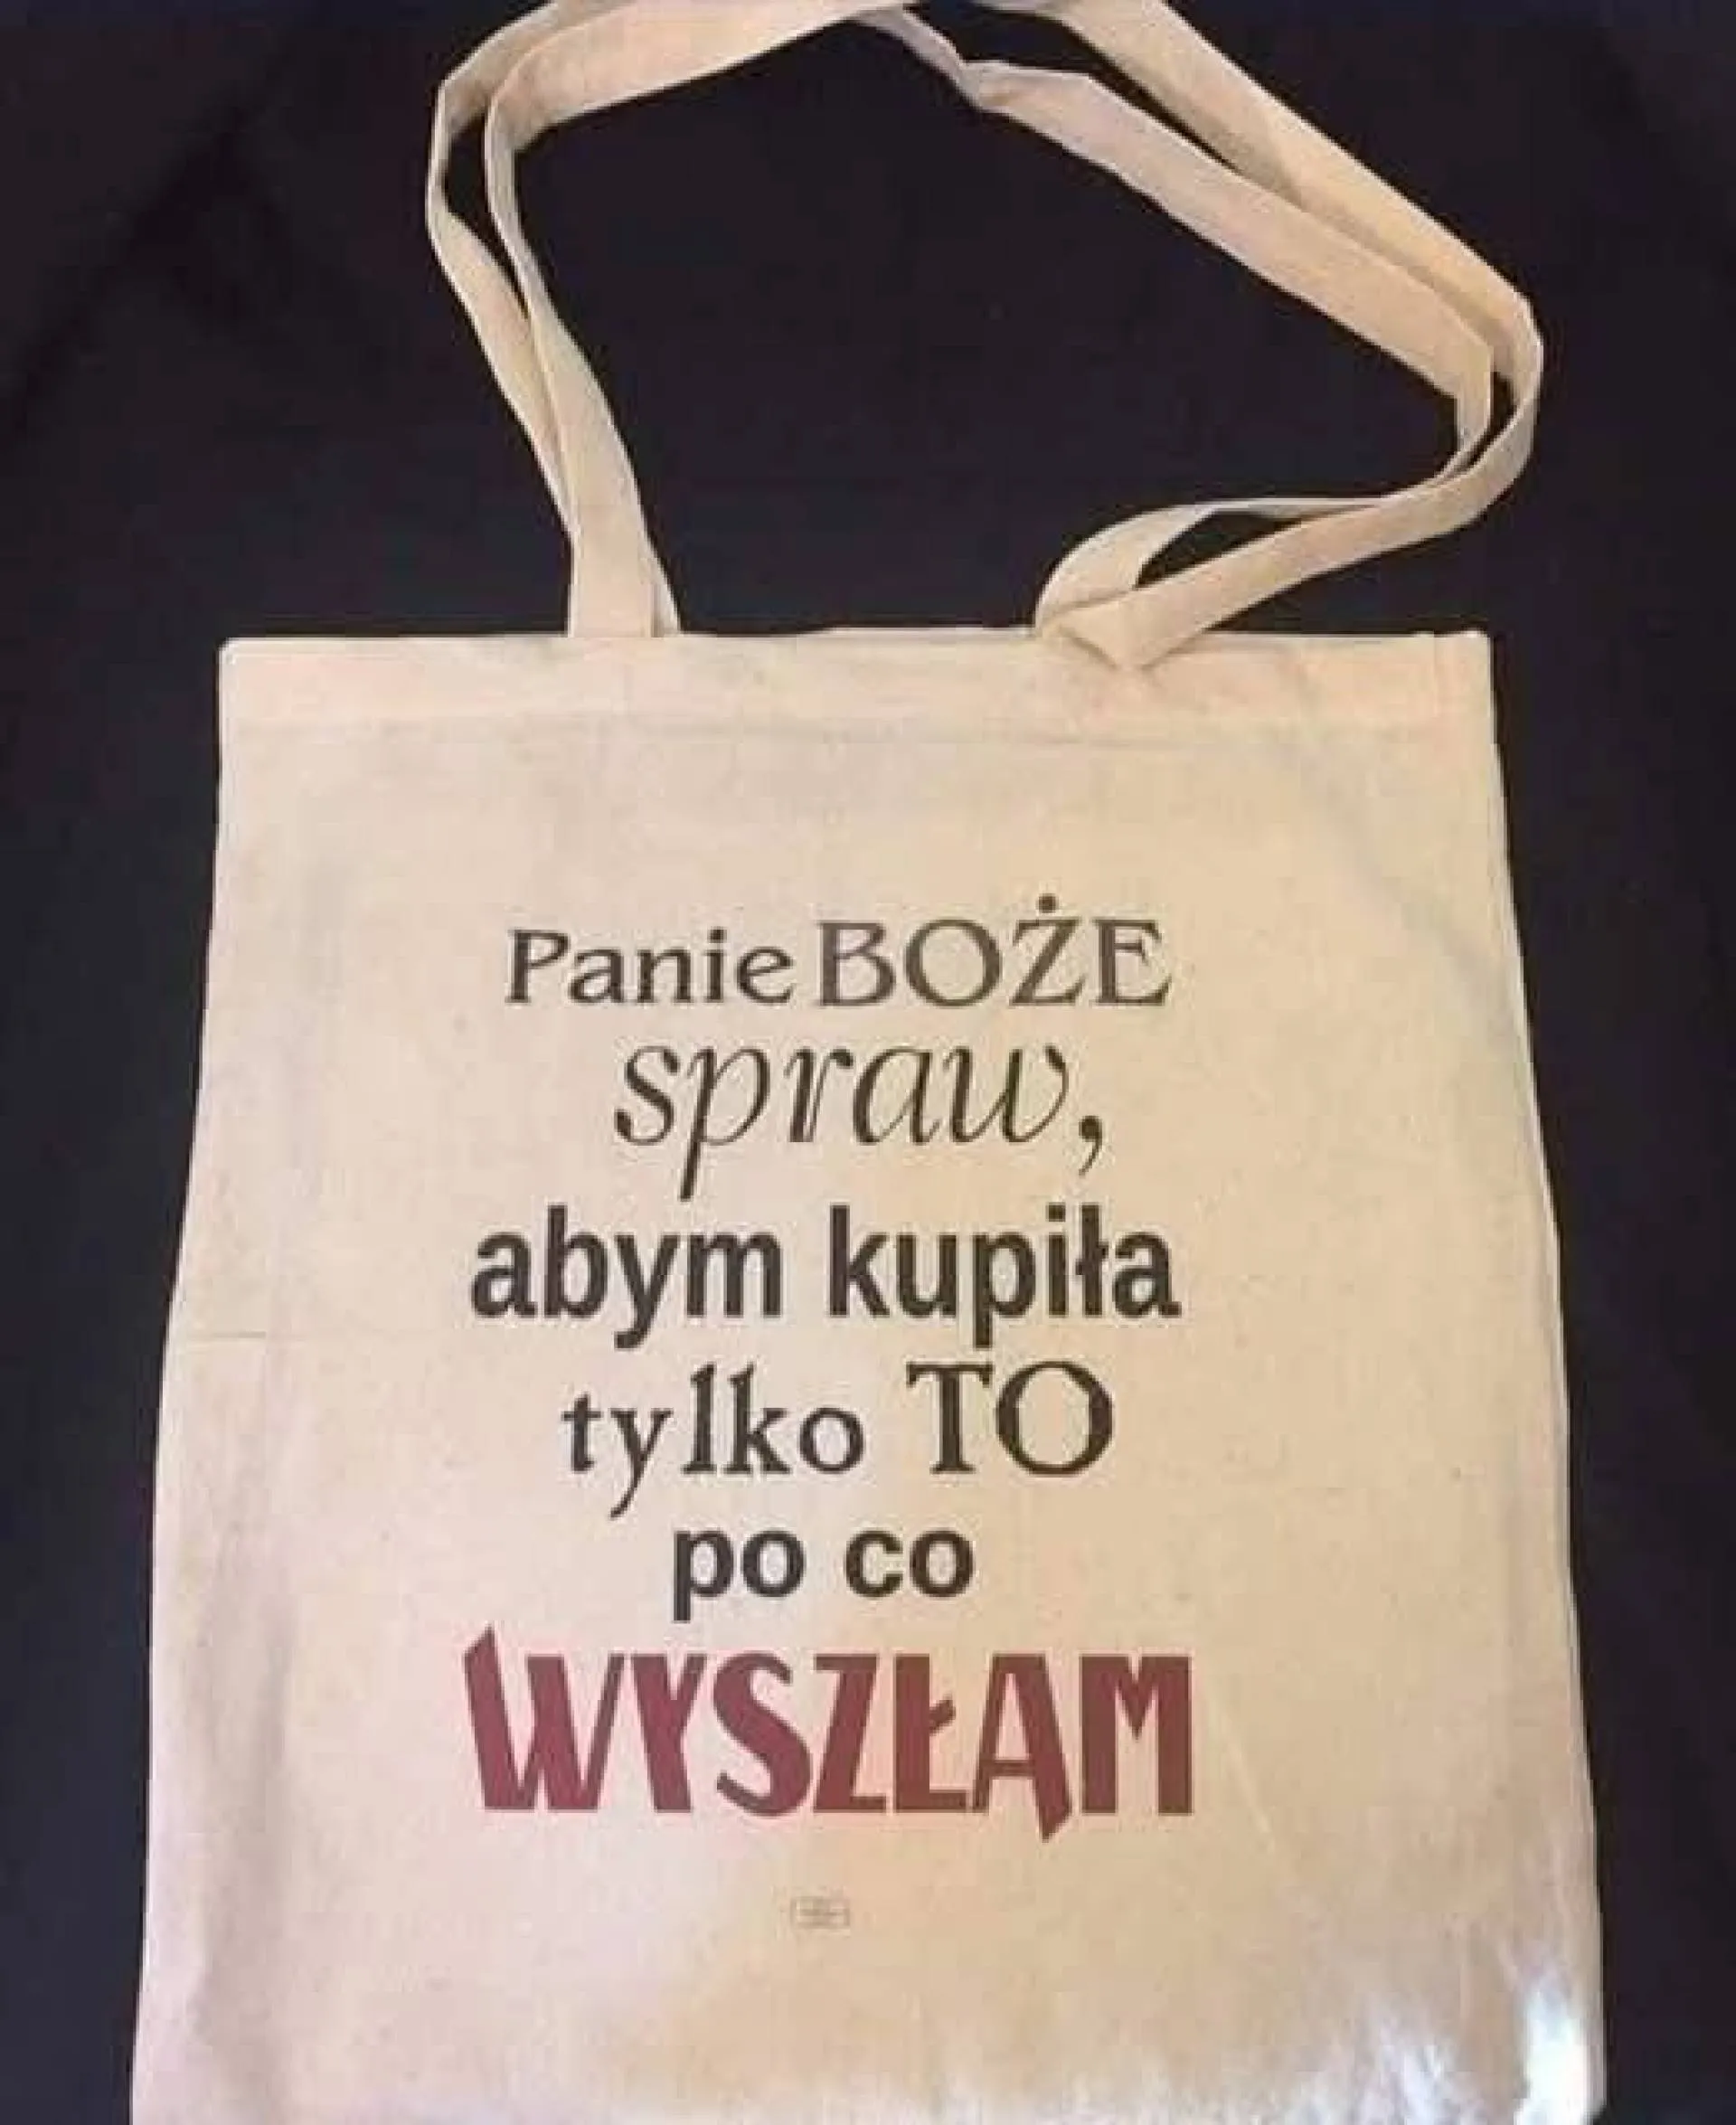 Panie BOŻE
spraw,
abym kupiła
tylko TO
po co
WYSZŁAM